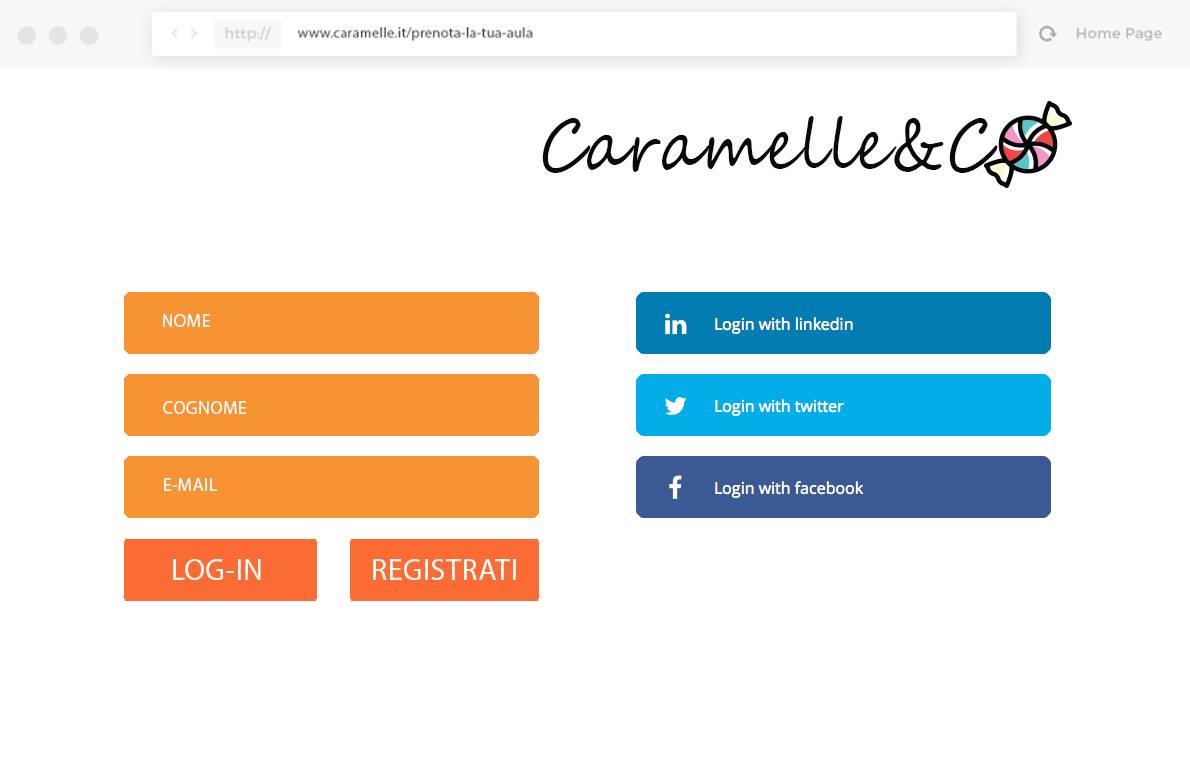 http:// www.caramelle.it/prenota-la-tua-aula Home Page
Caramelle&Co
NOME
COGNOME
E-MAIL
LOG-IN REGISTRATI
Login with linkedin
Login with twitter
Login with facebook